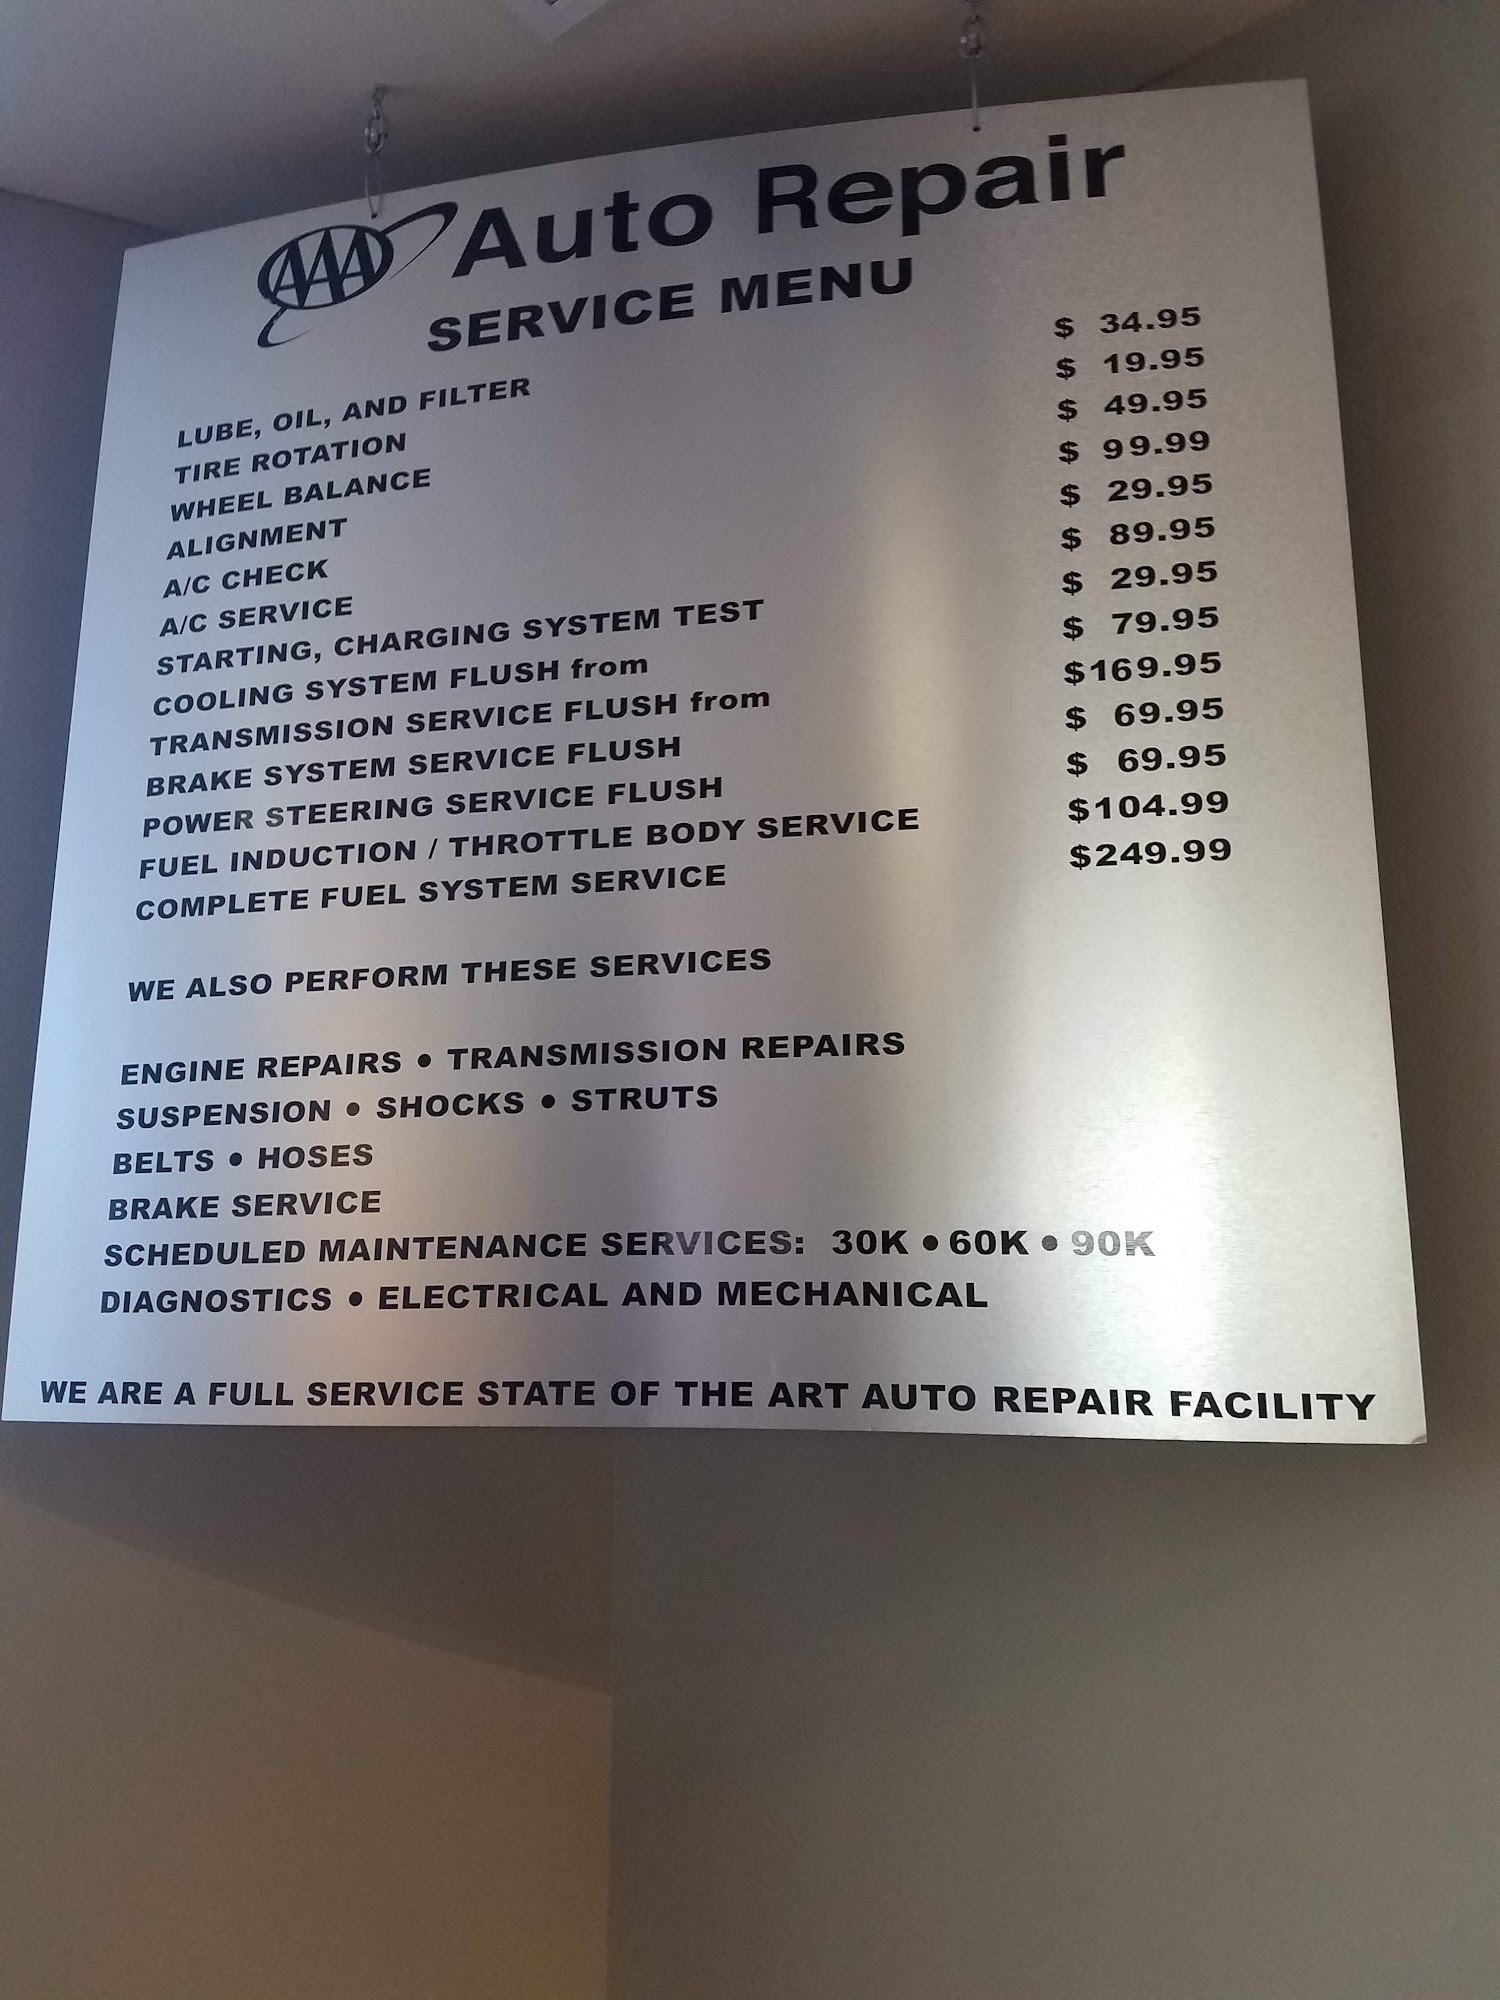 AAA Auto Repair
SERVICE MENU
LUBE, OIL, AND FILTER $ 34.95
TIRE ROTATION $ 19.95
WHEEL BALANCE $ 49.95
ALIGNMENT $ 99.99
A/C CHECK $ 29.95
A/C SERVICE $ 89.95
STARTING, CHARGING SYSTEM TEST $ 29.95
COOLING SYSTEM FLUSH from $ 79.95
TRANSMISSION SERVICE FLUSH from $169.95
BRAKE SYSTEM SERVICE FLUSH $ 69.95
POWER STEERING SERVICE FLUSH $ 69.95
FUEL INDUCTION / THROTTLE BODY SERVICE $104.99
COMPLETE FUEL SYSTEM SERVICE $249.99
WE ALSO PERFORM THESE SERVICES
ENGINE REPAIRS • TRANSMISSION REPAIRS
SUSPENSION • SHOCKS • STRUTS
BELTS • HOSES
BRAKE SERVICE
SCHEDULED MAINTENANCE SERVICES: 30K • 60K • 90K
DIAGNOSTICS • ELECTRICAL AND MECHANICAL
WE ARE A FULL SERVICE STATE OF THE ART AUTO REPAIR FACILITY